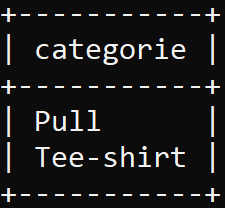 +-----------+
| categorie |
+-----------+
| Pull      |
| Tee-shirt |
+-----------+